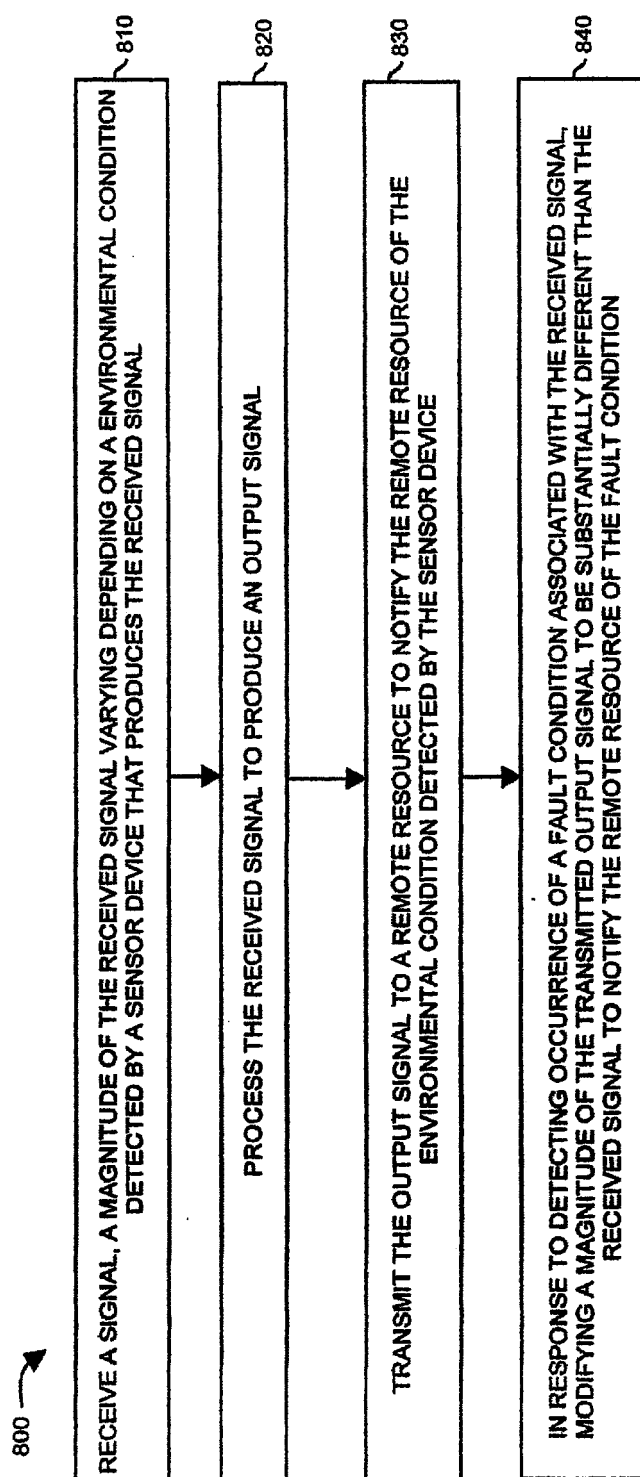 800
RECEIVE A SIGNAL, A MAGNITUDE OF THE RECEIVED SIGNAL VARYING DEPENDING ON A ENVIRONMENTAL CONDITION
DETECTED BY A SENSOR DEVICE THAT PRODUCES THE RECEIVED SIGNAL
810
PROCESS THE RECEIVED SIGNAL TO PRODUCE AN OUTPUT SIGNAL
820
TRANSMIT THE OUTPUT SIGNAL TO A REMOTE RESOURCE TO NOTIFY THE REMOTE RESOURCE OF THE
ENVIRONMENTAL CONDITION DETECTED BY THE SENSOR DEVICE
830
IN RESPONSE TO DETECTING OCCURRENCE OF A FAULT CONDITION ASSOCIATED WITH THE RECEIVED SIGNAL,
MODIFYING A MAGNITUDE OF THE TRANSMITTED OUTPUT SIGNAL TO BE SUBSTANTIALLY DIFFERENT THAN THE
RECEIVED SIGNAL TO NOTIFY THE REMOTE RESOURCE OF THE FAULT CONDITION
840